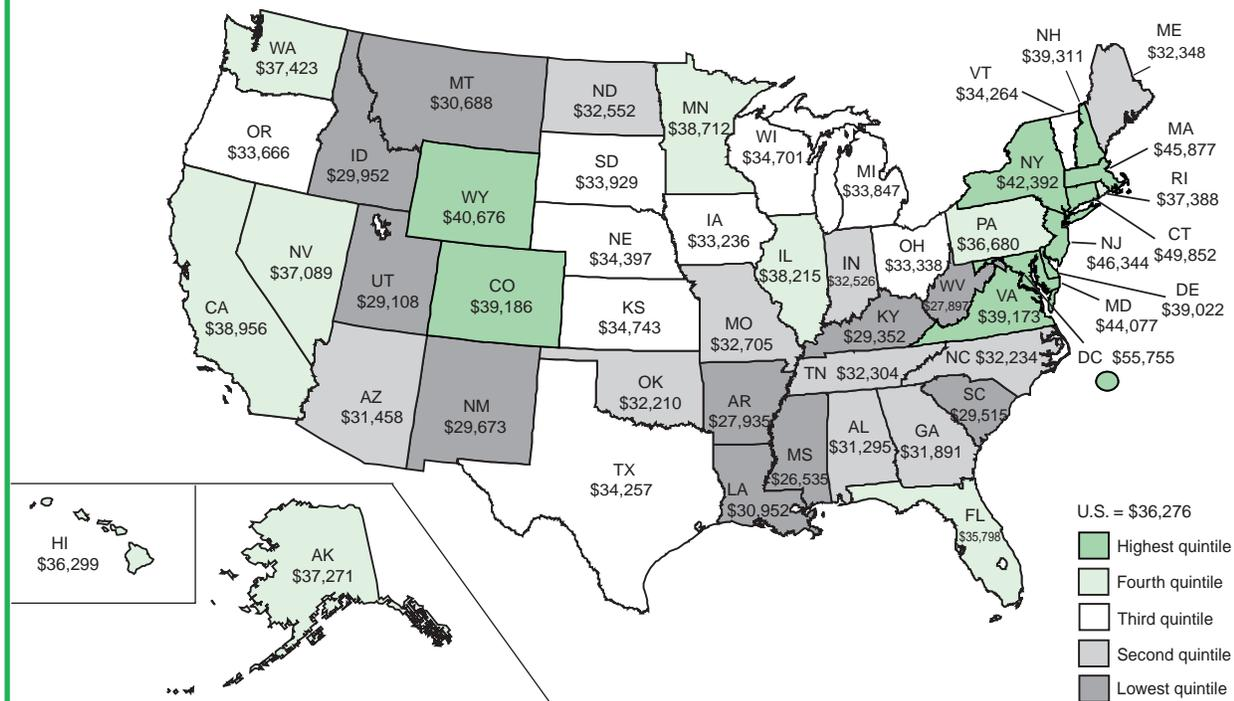 WA
$37,423
OR
$33,666
CA
$38,956
NV
$37,089
ID
$29,952
MT
$30,688
WY
$40,676
UT
$29,108
CO
$39,186
AZ
$31,458
NM
$29,673
ND
$32,552
SD
$33,929
NE
$34,397
KS
$34,743
OK
$32,210
TX
$34,257
MN
$38,712
IA
$33,236
MO
$32,705
AR
$27,935
LA
$30,952
WI
$34,701
IL
$38,215
MI
$33,847
IN
$32,526
OH
$33,338
KY
$29,352
TN $32,304
MS
$26,535
AL
$31,295
GA
$31,891
FL
$35,798
SC
$29,515
NC $32,234
VA
$39,173
WV
$27,897
PA
$36,680
NY
$42,392
VT
$34,264
NH
$39,311
ME
$32,348
MA
$45,877
RI
$37,388
CT
$49,852
NJ
$46,344
DE
$39,022
MD
$44,077
DC $55,755
HI
$36,299
AK
$37,271
U.S. = $36,276
Highest quintile
Fourth quintile
Third quintile
Second quintile
Lowest quintile